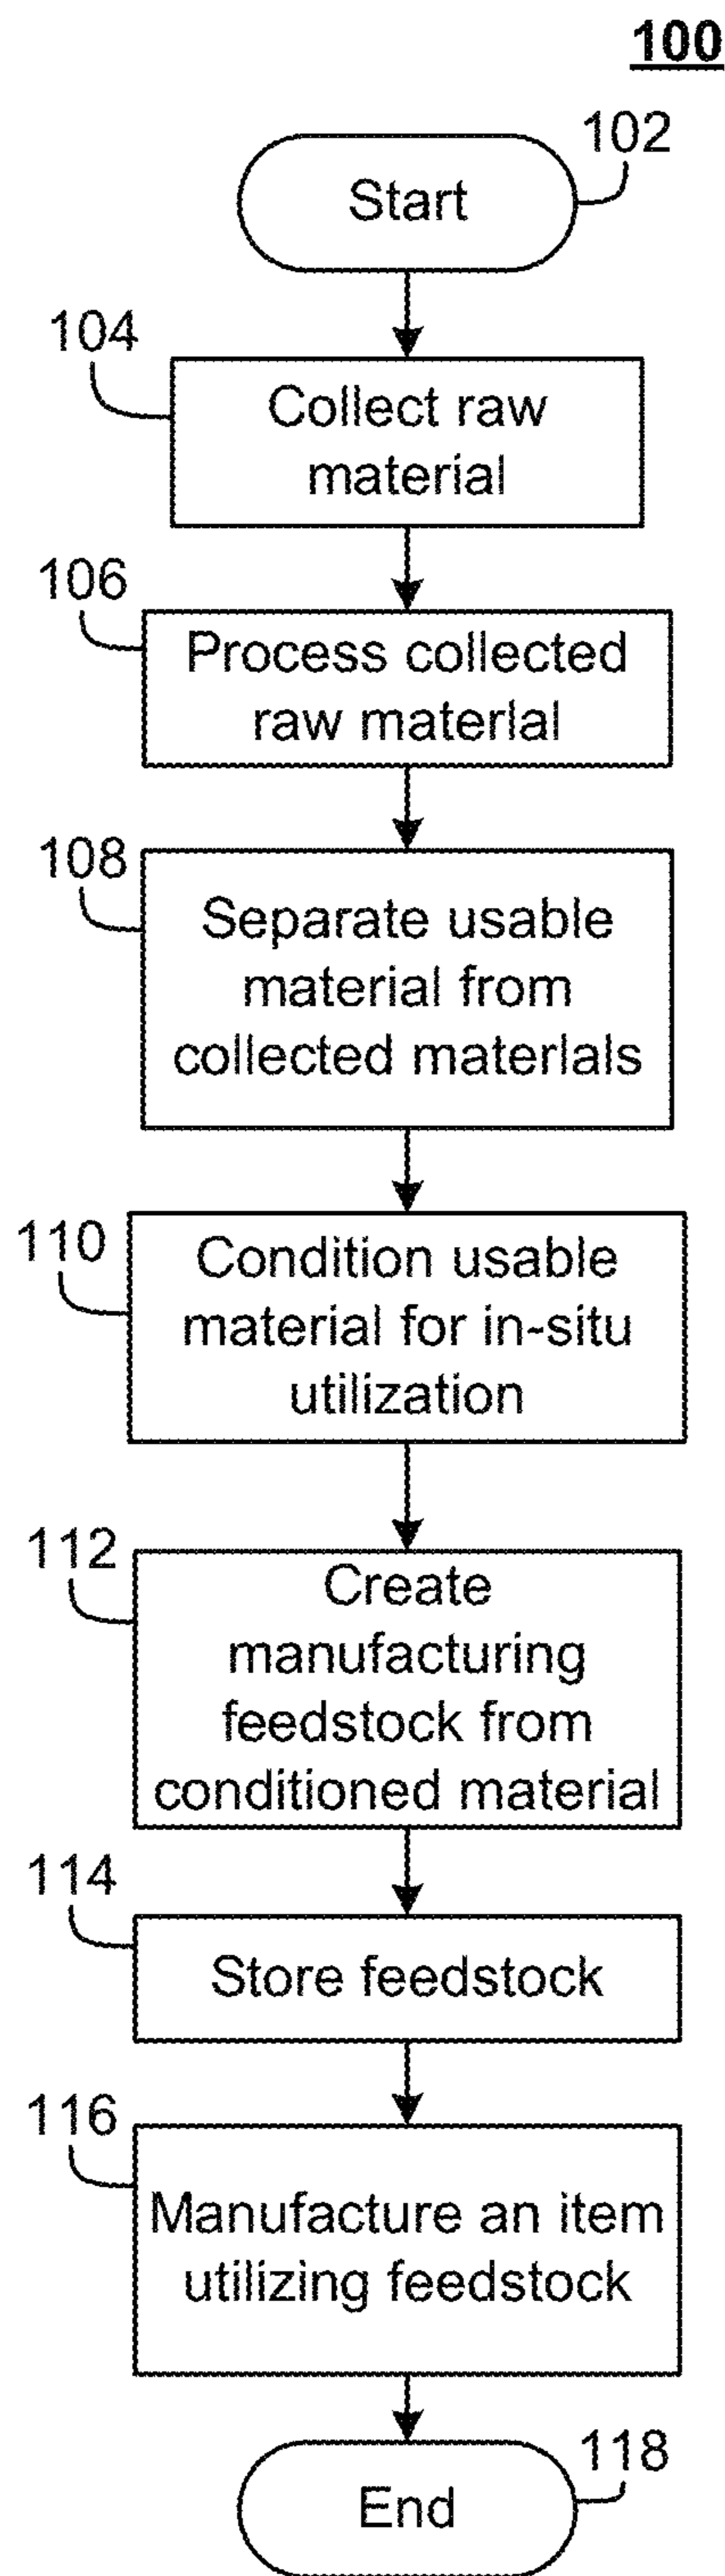 100
102
Start
104
Collect raw
material
106
Process collected
raw material
108
Separate usable
material from
collected materials
110
Condition usable
material for in-situ
utilization
112
Create
manufacturing
feedstock from
conditioned material
114
Store feedstock
116
Manufacture an item
utilizing feedstock
118
End